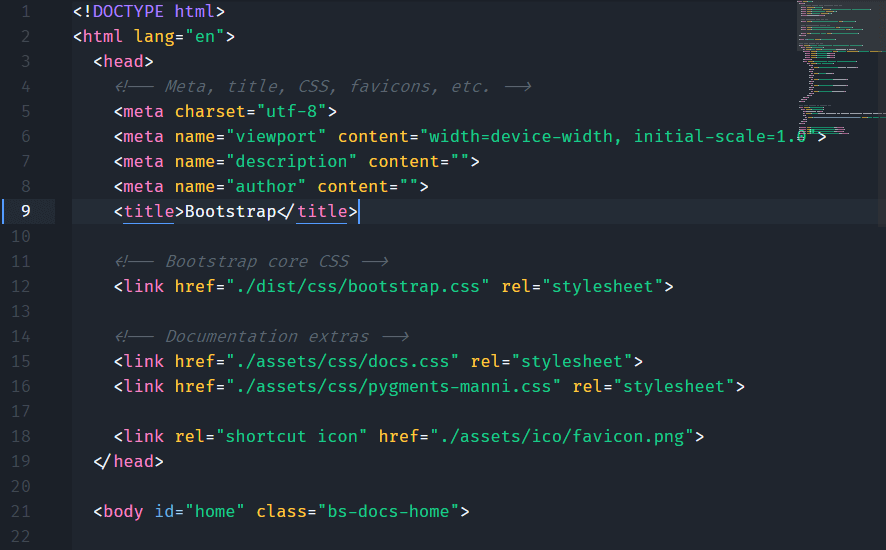 1 <!DOCTYPE html>
2 <html lang="en">
3 <head>
4 <!-- Meta, title, CSS, favicons, etc. -->
5 <meta charset="utf-8">
6 <meta name="viewport" content="width=device-width, initial-scale=1.0">
7 <meta name="description" content="">
8 <meta name="author" content="">
9 <title>Bootstrap</title>
10
11 <!-- Bootstrap core CSS -->
12 <link href="./dist/css/bootstrap.css" rel="stylesheet">
13
14 <!-- Documentation extras -->
15 <link href="./assets/css/docs.css" rel="stylesheet">
16 <link href="./assets/css/pygments-manni.css" rel="stylesheet">
17
18 <link rel="shortcut icon" href="./assets/ico/favicon.png">
19 </head>
20
21 <body id="home" class="bs-docs-home">
22